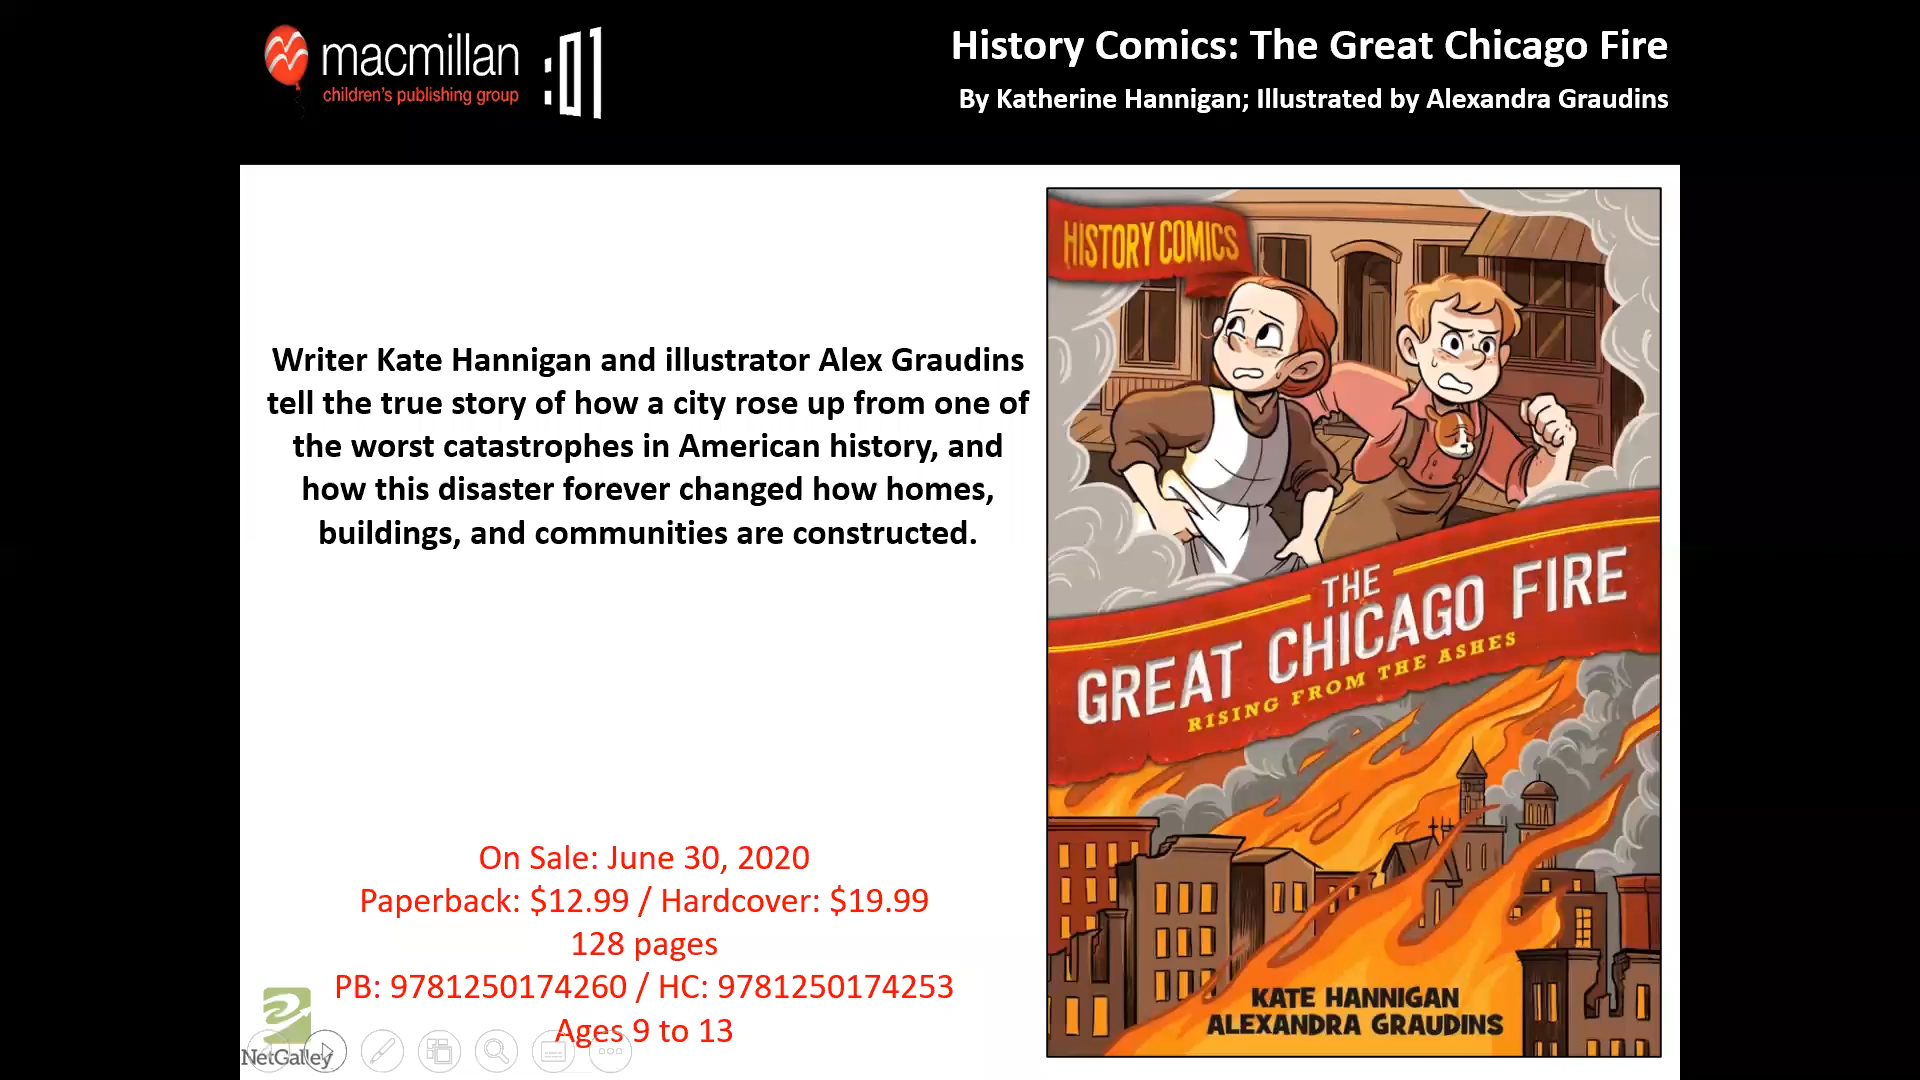 macmillan
children's publishing group
:01
History Comics: The Great Chicago Fire
By Katherine Hannigan; Illustrated by Alexandra Graudins
Writer Kate Hannigan and illustrator Alex Graudins
tell the true story of how a city rose up from one of
the worst catastrophes in American history, and
how this disaster forever changed how homes,
buildings, and communities are constructed.
On Sale: June 30, 2020
Paperback: $12.99 / Hardcover: $19.99
128 pages
PB: 9781250174260 / HC: 9781250174253
Ages 9 to 13
NetGalley
HISTORY COMICS
THE
GREAT CHICAGO FIRE
RISING FROM THE ASHES
KATE HANNIGAN
ALEXANDRA GRAUDINS